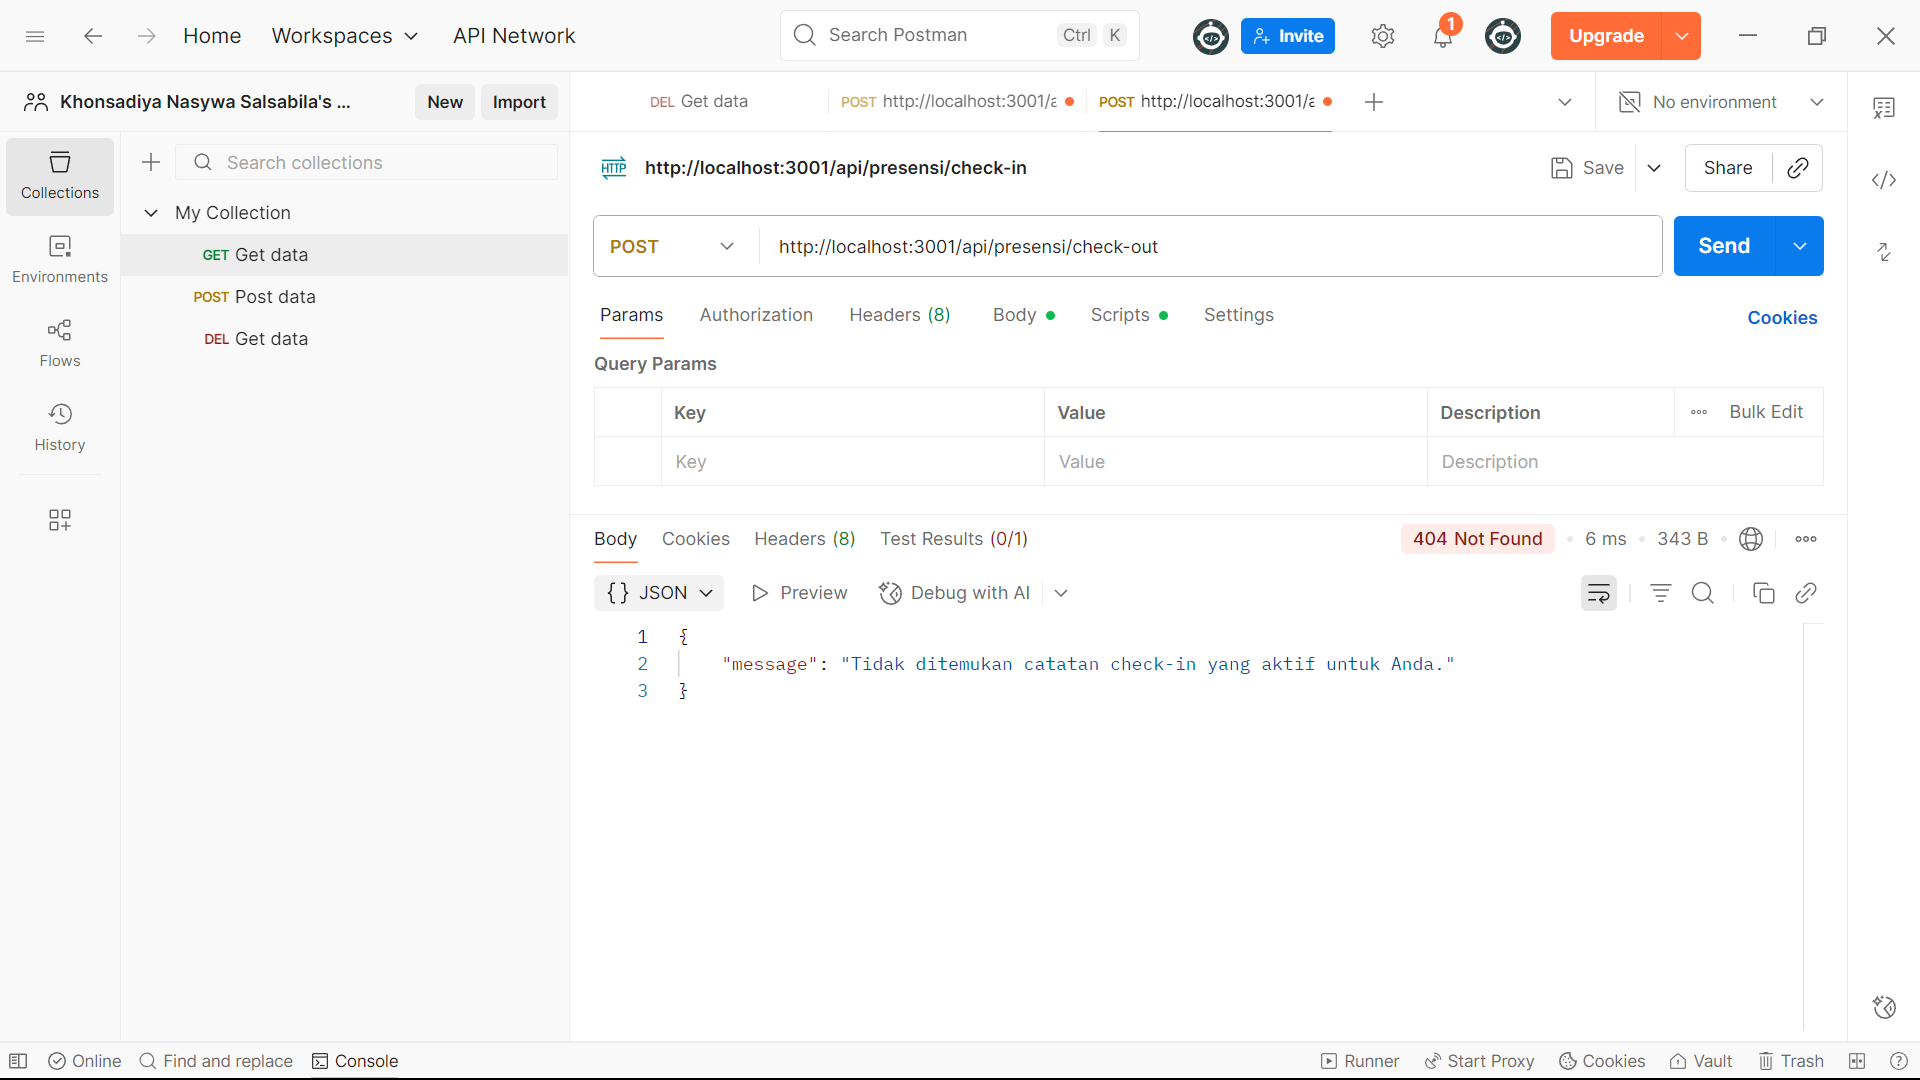 Home
Workspaces
API Network
Search Postman
Ctrl
K
Invite
1
Upgrade
Khonsadiya Nasywa Salsabila's ...
New
Import
DEL Get data
POST http://localhost:3001/a
POST http://localhost:3001/a
No environment
Collections
Environments
Flows
History
Search collections
My Collection
GET Get data
POST Post data
DEL Get data
HTTP http://localhost:3001/api/presensi/check-in
Save
Share
POST
http://localhost:3001/api/presensi/check-out
Send
Params
Authorization
Headers (8)
Body
Scripts
Settings
Cookies
Query Params
Key
Value
Description
Bulk Edit
Key
Value
Description
Body
Cookies
Headers (8)
Test Results (0/1)
404 Not Found
6 ms
343 B
{} JSON
Preview
Debug with AI
1 {
2 "message": "Tidak ditemukan catatan check-in yang aktif untuk Anda."
3 }
Online
Find and replace
Console
Runner
Start Proxy
Cookies
Vault
Trash